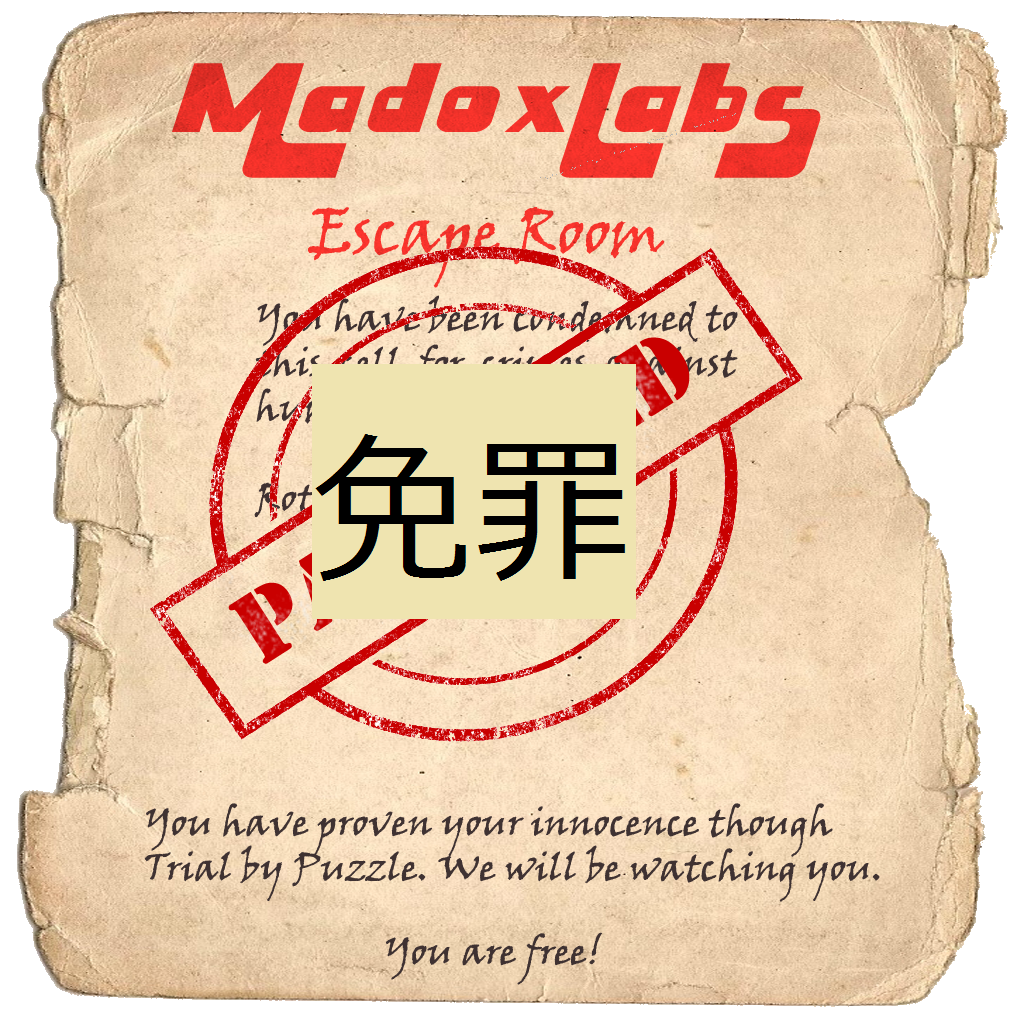 MadoxLabs
Escape Room
You have been condemned to
this cell for crimes against
免罪
You have proven your innocence though
Trial by Puzzle. We will be watching you.
You are free!